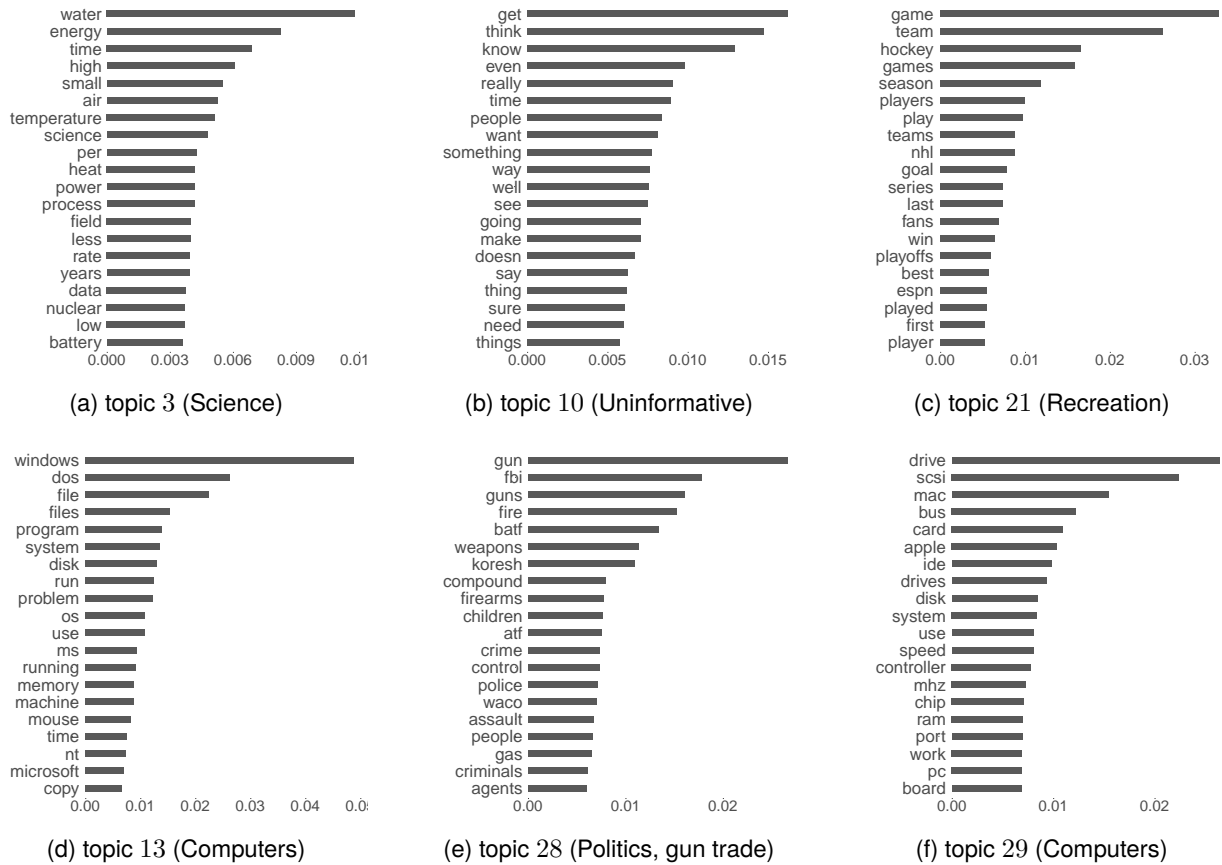 water
energy
time
high
small
air
temperature
science
per
heat
power
process
field
less
rate
years
data
nuclear
low
battery
0.000 0.003 0.006 0.009 0.01
(a) topic 3 (Science)
get
think
know
even
really
time
people
want
something
way
well
see
going
make
doesn
say
thing
sure
need
things
0.000 0.005 0.010 0.015
(b) topic 10 (Uninformative)
game
team
hockey
games
season
players
play
teams
nhl
goal
series
last
fans
win
playoffs
best
espn
played
first
player
0.00 0.01 0.02 0.03
(c) topic 21 (Recreation)
windows
dos
file
files
program
system
disk
run
problem
os
use
ms
running
memory
machine
mouse
time
nt
microsoft
copy
0.00 0.01 0.02 0.03 0.04
(d) topic 13 (Computers)
gun
fbi
guns
fire
batf
weapons
koresh
compound
firearms
children
atf
crime
control
police
waco
assault
people
gas
criminals
agents
0.00 0.01 0.02
(e) topic 28 (Politics, gun trade)
drive
scsi
mac
bus
card
apple
ide
drives
disk
system
use
speed
controller
mhz
chip
ram
port
work
pc
board
0.00 0.01 0.02
(f) topic 29 (Computers)